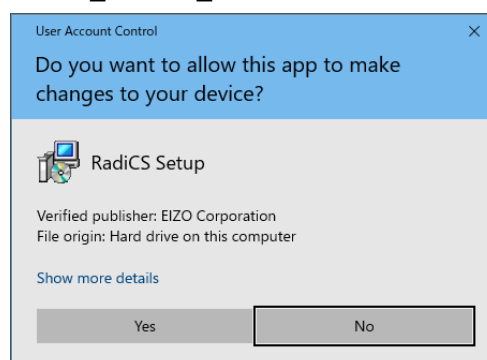 User Account Control
Do you want to allow this app to make
changes to your device?
RadiCS Setup
Verified publisher: EIZO Corporation
File origin: Hard drive on this computer
Show more details
Yes
No